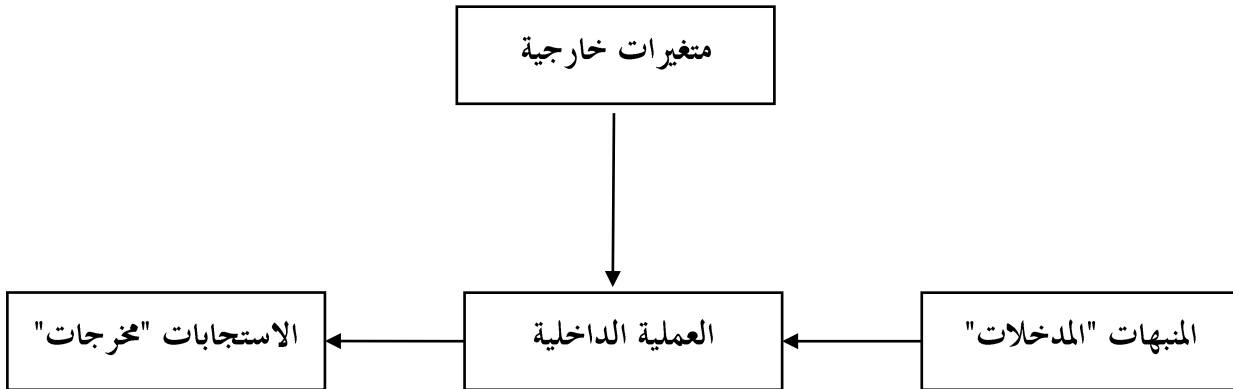 متغيرات خارجية
المنبهات "المدخلات"
العملية الداخلية
الاستجابات "مخرجات"